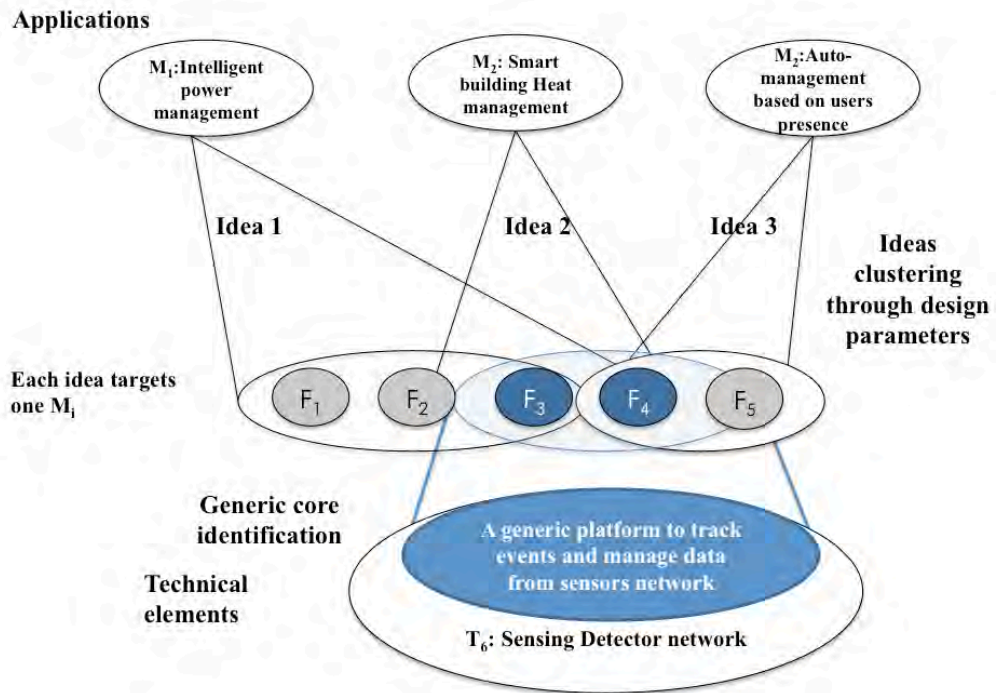 Applications
M₁:Intelligent
power
management
M₂: Smart
building Heat
management
M₂:Auto-
management
based on users
presence
Idea 1
Idea 2
Idea 3
Ideas
clustering
through design
parameters
Each idea targets
one Mᵢ
F₁
F₂
F₃
F₄
F₅
Generic core
identification
A generic platform to track
events and manage data
from sensors network
Technical
elements
T₆: Sensing Detector network